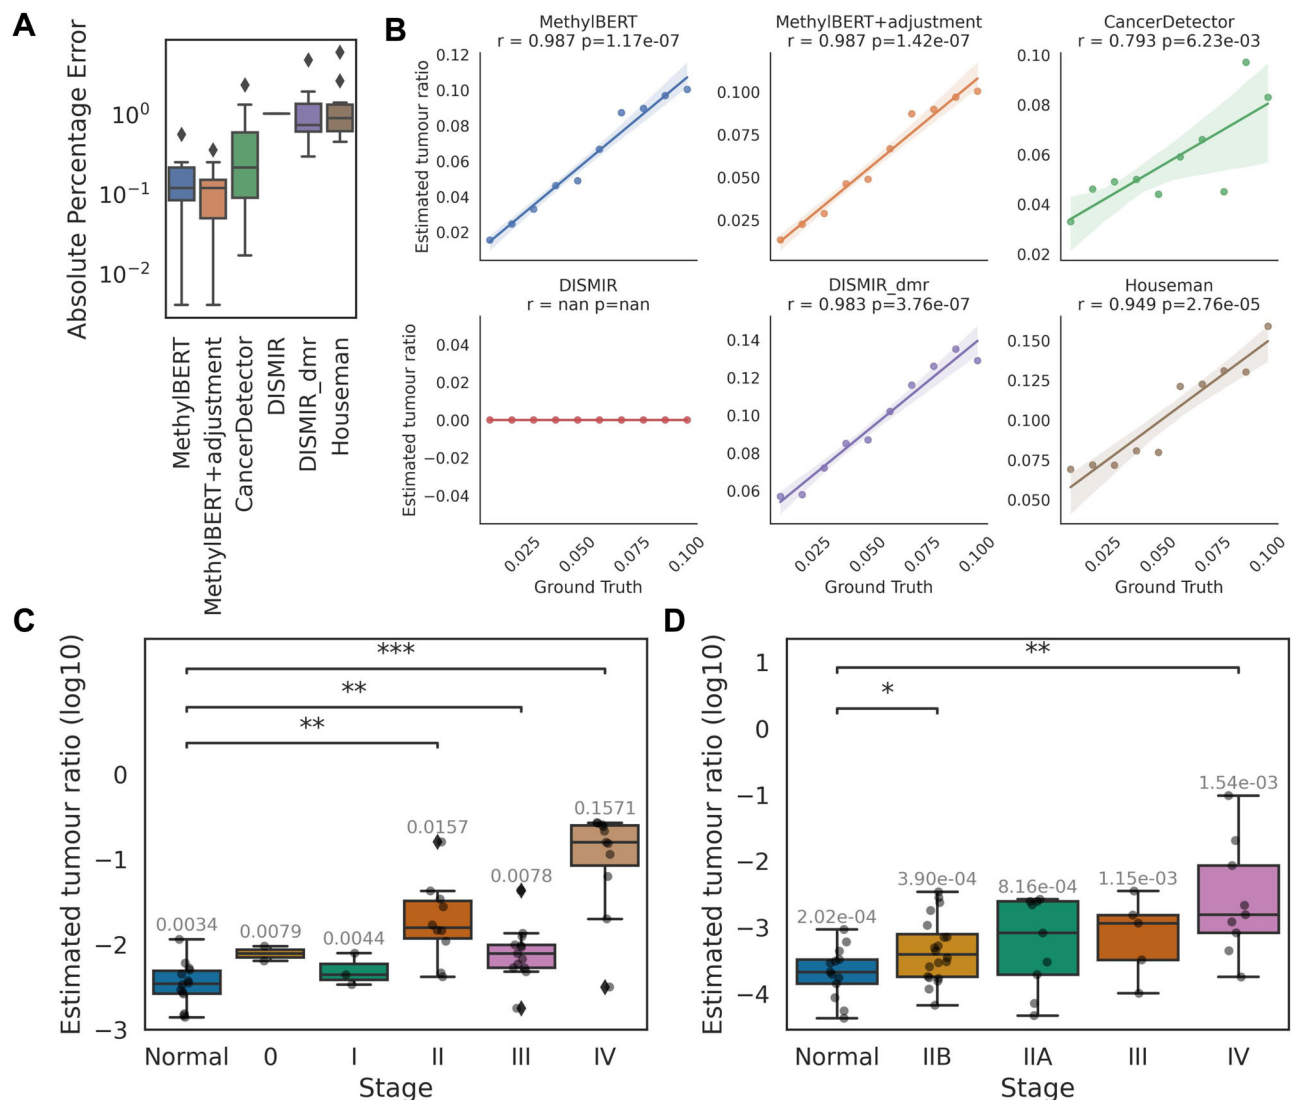 A
Absolute Percentage Error
10⁰
10⁻¹
10⁻²
MethylBERT
MethylBERT+adjustment
CancerDetector
DISMIR
DISMIR_dmr
Houseman
B
MethylBERT
r = 0.987 p=1.17e-07
Estimated tumour ratio
0.12
0.10
0.08
0.06
0.04
0.02
MethylBERT+adjustment
r = 0.987 p=1.42e-07
0.100
0.075
0.050
0.025
CancerDetector
r = 0.793 p=6.23e-03
0.10
0.08
0.06
0.04
0.02
DISMIR
r = nan p=nan
Estimated tumour ratio
0.04
0.02
0.00
−0.02
−0.04
0.025
0.050
0.075
0.100
Ground Truth
DISMIR_dmr
r = 0.983 p=3.76e-07
0.14
0.12
0.10
0.08
0.06
0.025
0.050
0.075
0.100
Ground Truth
Houseman
r = 0.949 p=2.76e-05
0.150
0.125
0.100
0.075
0.050
0.025
0.050
0.075
0.100
Ground Truth
C
Estimated tumour ratio (log10)
0
−1
−2
−3
***
**
**
0.0034
0.0079
0.0044
0.0157
0.0078
0.1571
Normal
0
I
II
III
IV
Stage
D
Estimated tumour ratio (log10)
1
0
−1
−2
−3
−4
**
*
2.02e-04
3.90e-04
8.16e-04
1.15e-03
1.54e-03
Normal
IIB
IIA
III
IV
Stage